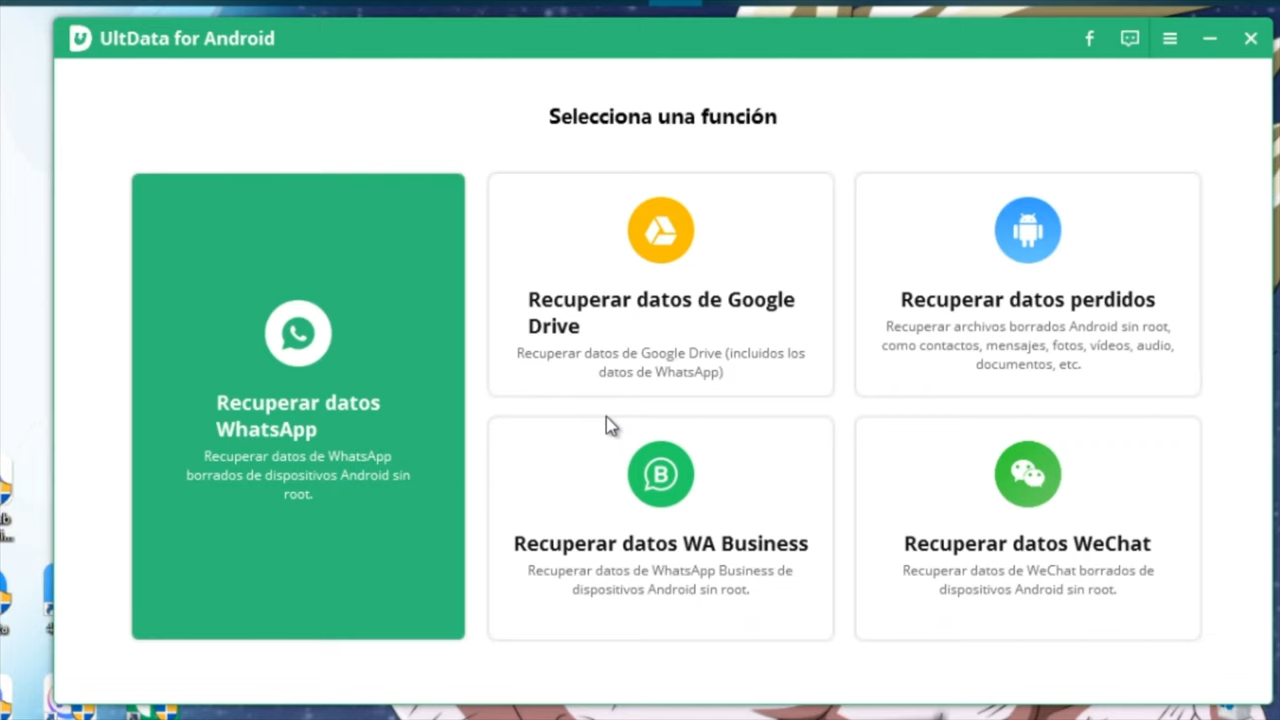 UltData for Android
Selecciona una función
Recuperar datos
WhatsApp
Recuperar datos de WhatsApp
borrados de dispositivos Android sin
root.
Recuperar datos de Google
Drive
Recuperar datos de Google Drive (incluidos los
datos de WhatsApp)
Recuperar datos perdidos
Recuperar archivos borrados Android sin root,
como contactos, mensajes, fotos, vídeos, audio,
documentos, etc.
Recuperar datos WA Business
Recuperar datos de WhatsApp Business de
dispositivos Android sin root.
Recuperar datos WeChat
Recuperar datos de WeChat borrados de
dispositivos Android sin root.